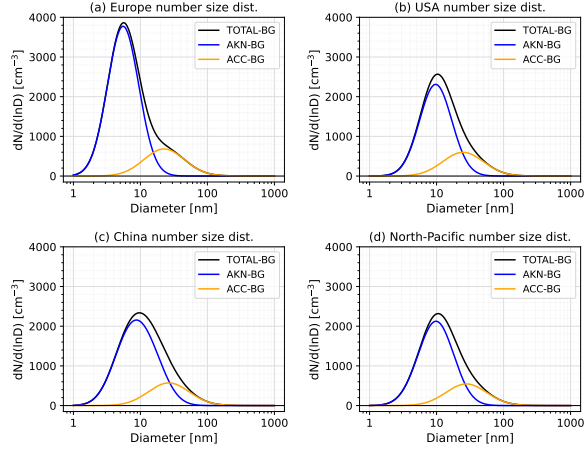 (a) Europe number size dist.
dN/d(lnD) [cm⁻³]
4000
3000
2000
1000
0
TOTAL-BG
AKN-BG
ACC-BG
1
10
100
1000
Diameter [nm]
(b) USA number size dist.
dN/d(lnD) [cm⁻³]
4000
3000
2000
1000
0
TOTAL-BG
AKN-BG
ACC-BG
1
10
100
1000
Diameter [nm]
(c) China number size dist.
dN/d(lnD) [cm⁻³]
4000
3000
2000
1000
0
TOTAL-BG
AKN-BG
ACC-BG
1
10
100
1000
Diameter [nm]
(d) North-Pacific number size dist.
dN/d(lnD) [cm⁻³]
4000
3000
2000
1000
0
TOTAL-BG
AKN-BG
ACC-BG
1
10
100
1000
Diameter [nm]